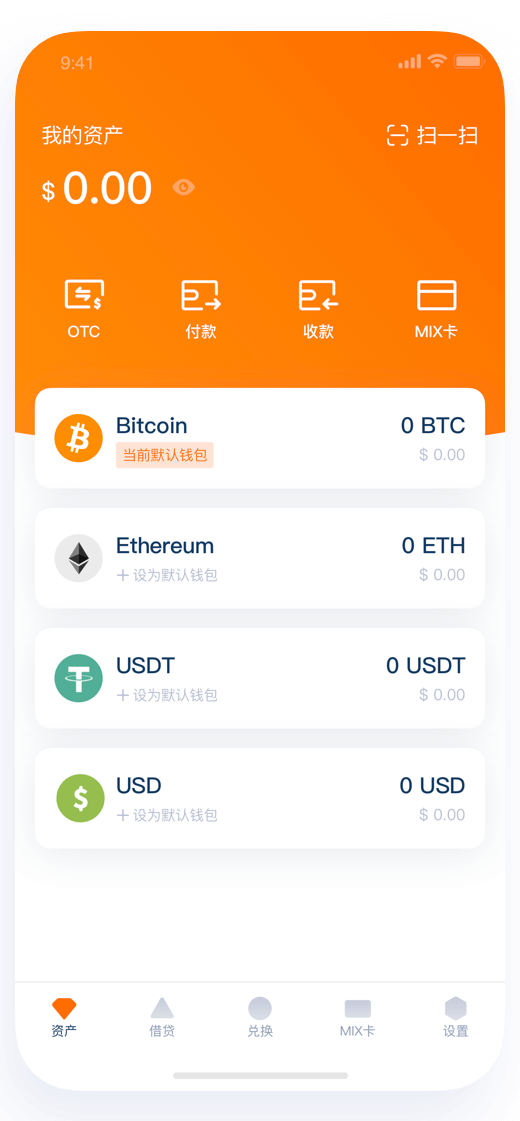 9:41
我的资产 扫一扫
$ 0.00
OTC 付款 收款 MIX卡
Bitcoin 0 BTC
当前默认钱包 $ 0.00
Ethereum 0 ETH
+ 设为默认钱包 $ 0.00
USDT 0 USDT
+ 设为默认钱包 $ 0.00
USD 0 USD
+ 设为默认钱包 $ 0.00
资产 借贷 兑换 MIX卡 设置